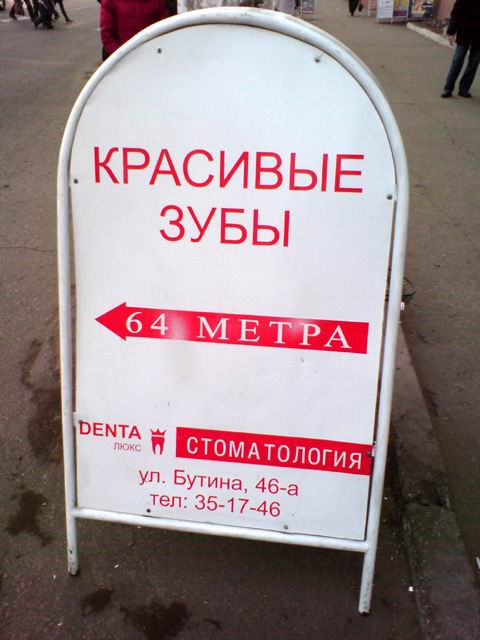 КРАСИВЫЕ
ЗУБЫ
64 МЕТРА
DENTA
ЛЮКС
СТОМАТОЛОГИЯ
ул. Бутина, 46-а
тел: 35-17-46